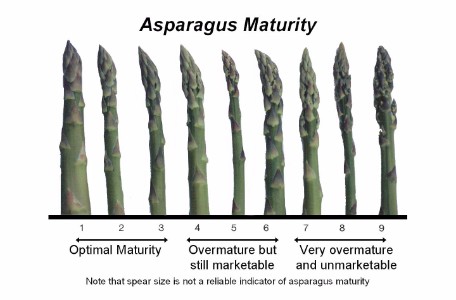 Asparagus Maturity
1 2 3 4 5 6 7 8 9
Optimal Maturity
Overmature but
still marketable
Very overmature
and unmarketable
Note that spear size is not a reliable indicator of asparagus maturity